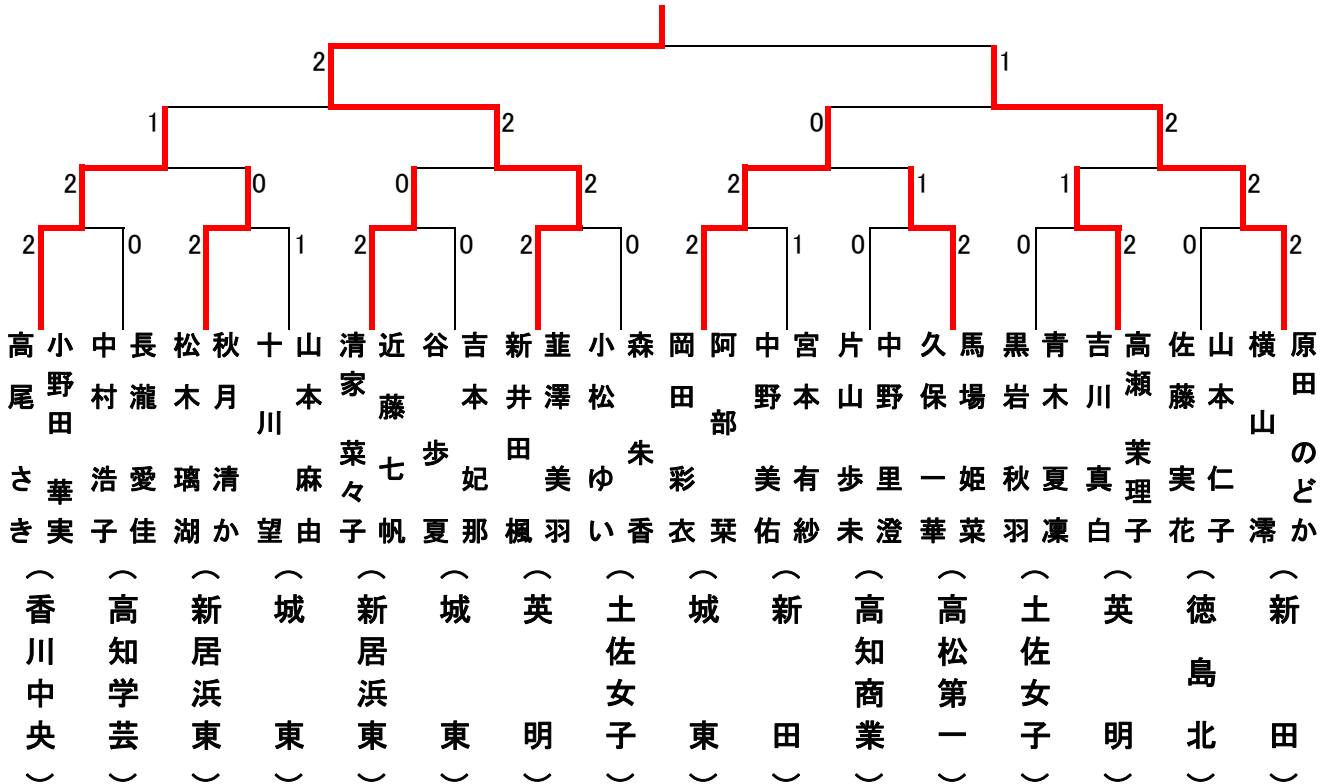 2 1
1 2 0 2
2 0 0 2 2 1 1 2
2 0 2 1 2 0 2 0 2 1 0 2 0 2 0 2
高尾さき
小野田華実
(香川中央)
中村浩子
長瀧愛佳
(高知学芸)
松木璃湖
秋月清か
(新居浜東)
十川望
山本麻由
(城東)
清家菜々子
近藤七帆
(新居浜東)
谷歩夏
吉本妃那
(城東)
新井田楓
韮澤美羽
(英明)
小松ゆい
森朱香
(土佐女子)
岡田彩衣
阿部栞
(城東)
中野美佑
宮本有紗
(新田)
片山歩未
中野里澄
(高知商業)
久保一華
馬場姫菜
(高松第一)
黒岩秋羽
青木夏凜
(土佐女子)
吉川真白
高瀬茉理子
(英明)
佐藤実花
山本仁子
(徳島北)
横山澪
原田のどか
(新田)